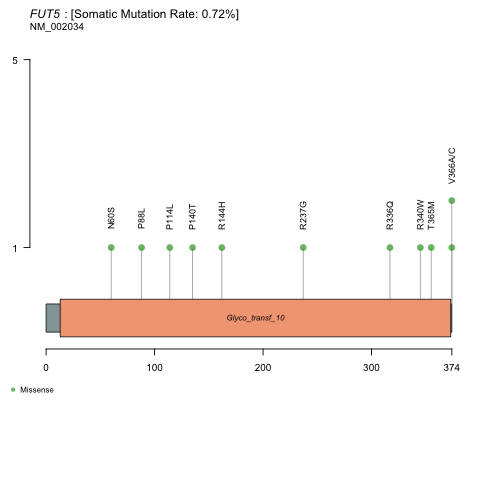 FUT5 : [Somatic Mutation Rate: 0.72%]
NM_002034
5
1
N60S
P88L
P114L
P140T
R144H
R237G
R336Q
R340W
T365M
V366A/C
Glyco_transf_10
0 100 200 300 374
Missense